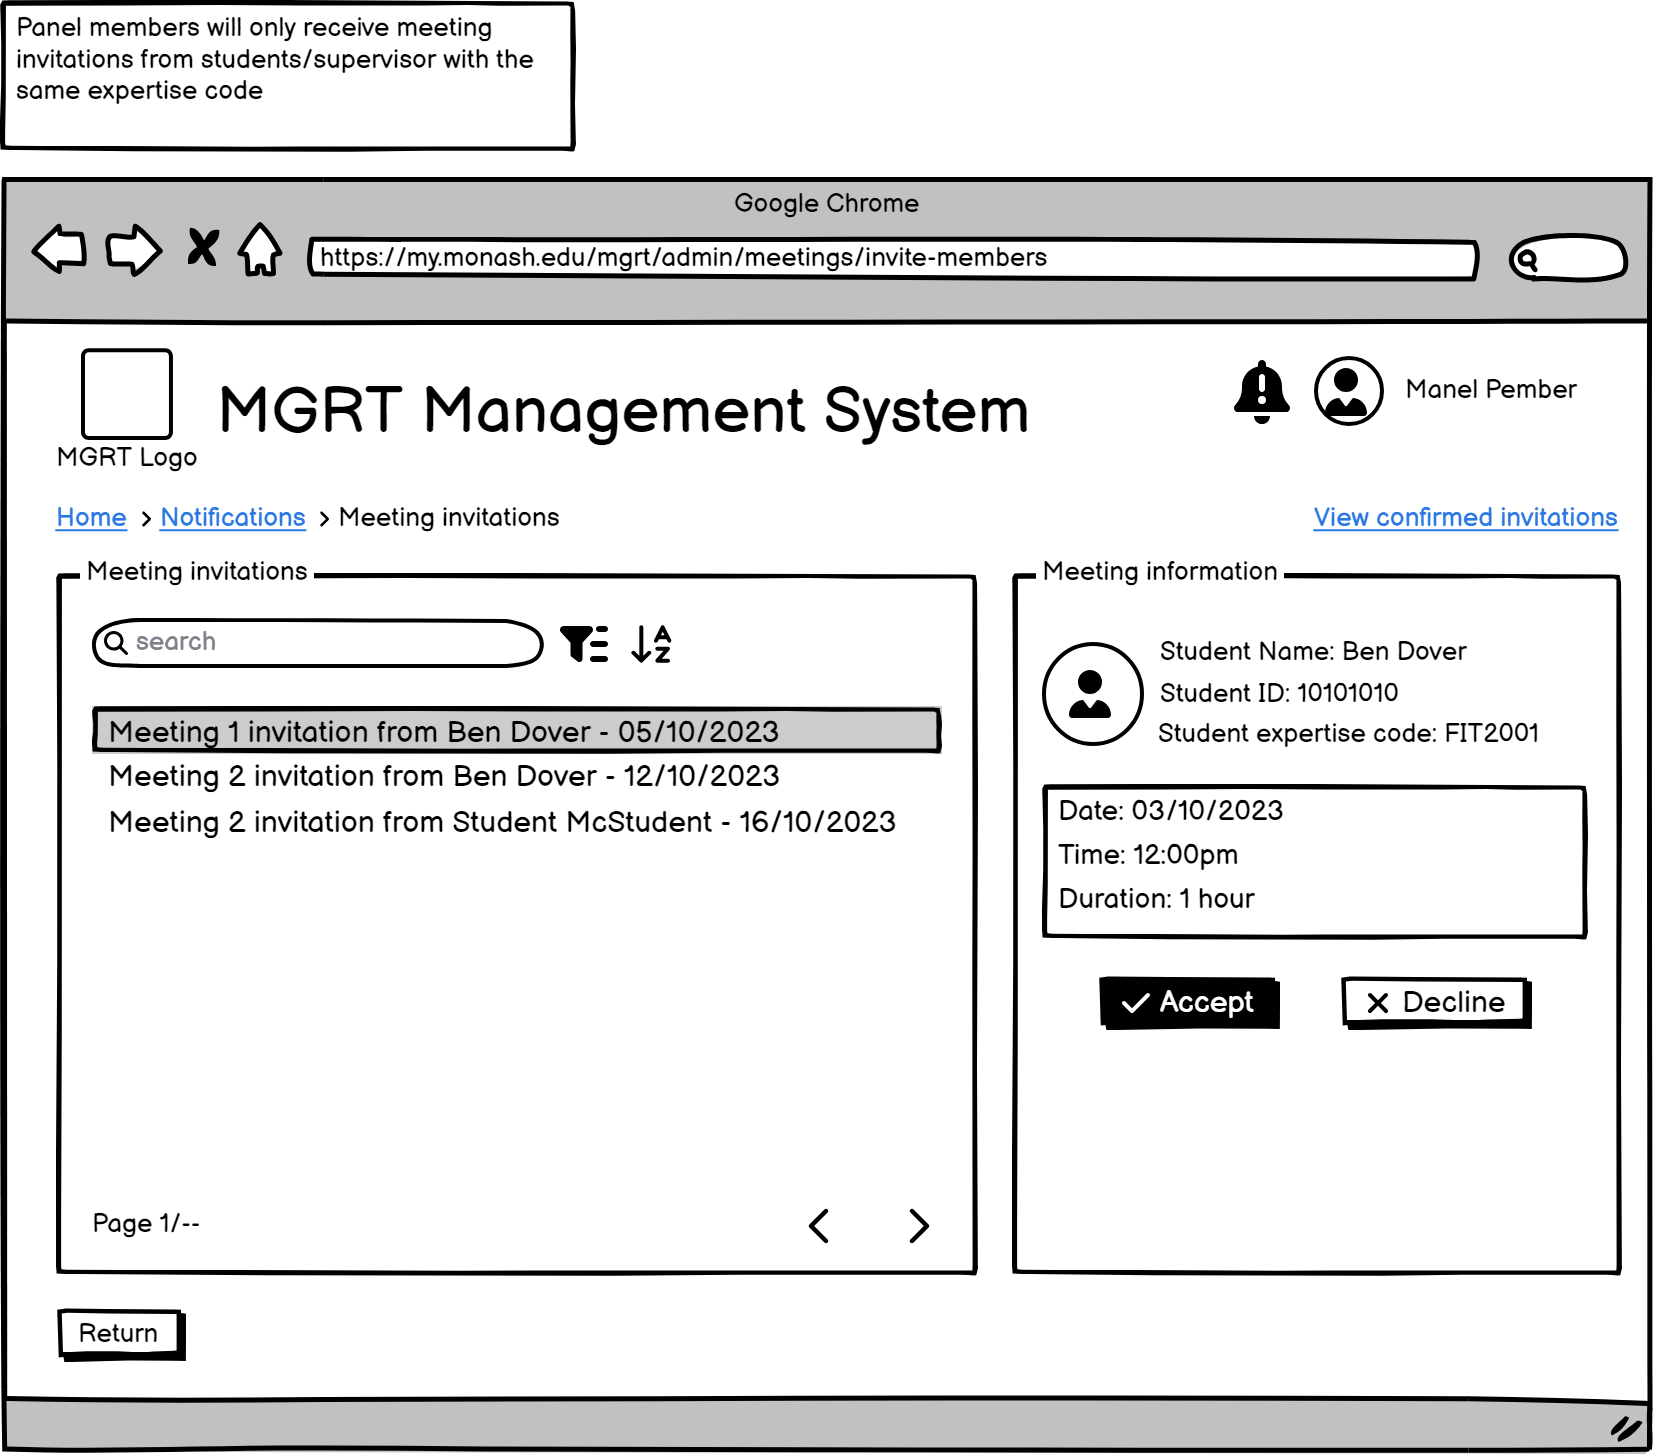 Panel members will only receive meeting
invitations from students/supervisor with the
same expertise code
Google Chrome
https://my.monash.edu/mgrt/admin/meetings/invite-members
MGRT Logo
MGRT Management System
Manel Pember
Home > Notifications > Meeting invitations
View confirmed invitations
Meeting invitations
search
A
Z
Meeting 1 invitation from Ben Dover - 05/10/2023
Meeting 2 invitation from Ben Dover - 12/10/2023
Meeting 2 invitation from Student McStudent - 16/10/2023
Page 1/--
Meeting information
Student Name: Ben Dover
Student ID: 10101010
Student expertise code: FIT2001
Date: 03/10/2023
Time: 12:00pm
Duration: 1 hour
Accept
Decline
Return